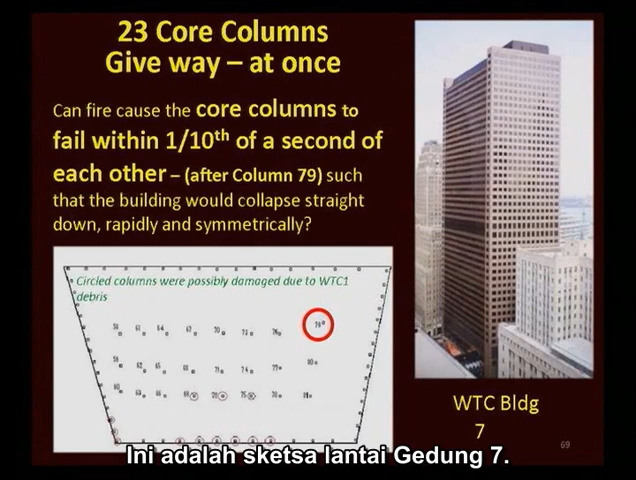 23 Core Columns
Give way – at once
Can fire cause the core columns to
fail within 1/10th of a second of
each other – (after Column 79) such
that the building would collapse straight
down, rapidly and symmetrically?
Circled columns were possibly damaged due to WTC1
debris
WTC Bldg
7
69
Ini adalah sketsa lantai Gedung 7.